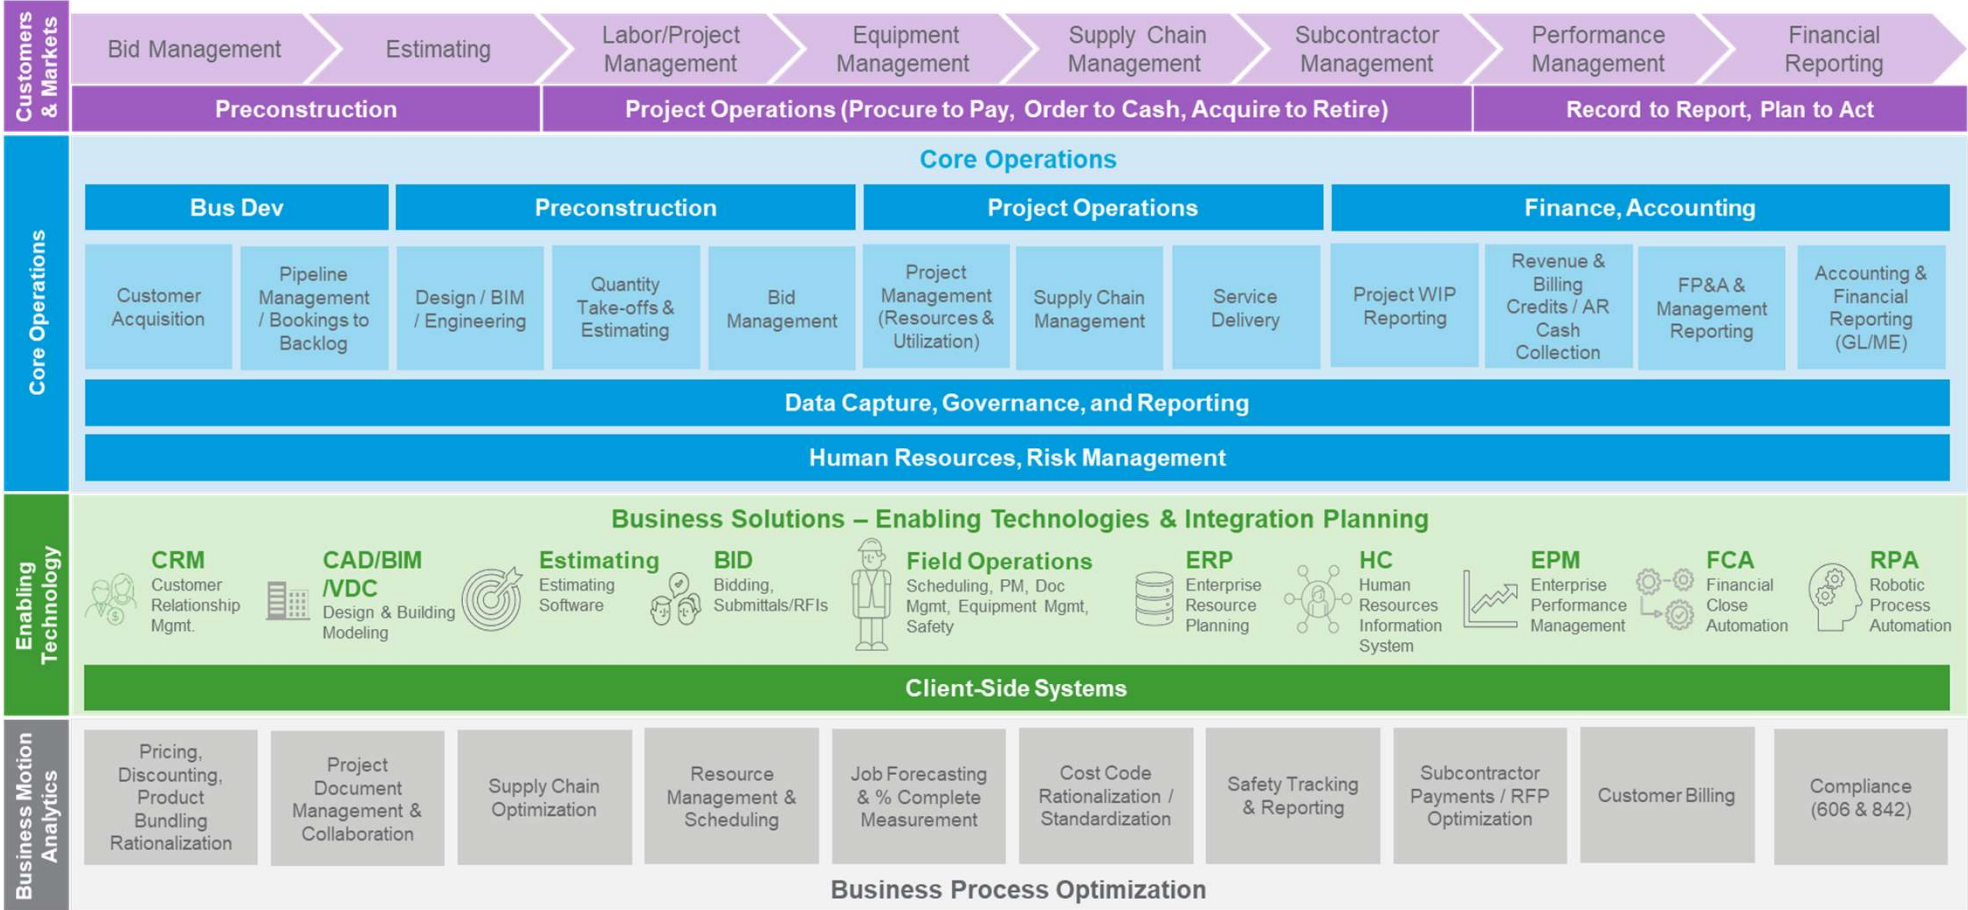 Customers
& Markets
Bid Management
Estimating
Labor/Project
Management
Equipment
Management
Supply Chain
Management
Subcontractor
Management
Performance
Management
Financial
Reporting
Preconstruction
Project Operations (Procure to Pay, Order to Cash, Acquire to Retire)
Record to Report, Plan to Act
Core Operations
Core Operations
Bus Dev
Preconstruction
Project Operations
Finance, Accounting
Customer
Acquisition
Pipeline
Management
/ Bookings to
Backlog
Design / BIM
/ Engineering
Quantity
Take-offs &
Estimating
Bid
Management
Project
Management
(Resources &
Utilization)
Supply Chain
Management
Service
Delivery
Project WIP
Reporting
Revenue &
Billing
Credits / AR
Cash
Collection
FP&A &
Management
Reporting
Accounting &
Financial
Reporting
(GL/ME)
Data Capture, Governance, and Reporting
Human Resources, Risk Management
Enabling
Technology
Business Solutions – Enabling Technologies & Integration Planning
CRM
Customer
Relationship
Mgmt.
CAD/BIM
/VDC
Design & Building
Modeling
Estimating
Estimating
Software
BID
Bidding,
Submittals/RFIs
Field Operations
Scheduling, PM, Doc
Mgmt, Equipment Mgmt,
Safety
ERP
Enterprise
Resource
Planning
HC
Human
Resources
Information
System
EPM
Enterprise
Performance
Management
FCA
Financial
Close
Automation
RPA
Robotic
Process
Automation
Client-Side Systems
Business Motion
Analytics
Pricing,
Discounting,
Product
Bundling
Rationalization
Project
Document
Management &
Collaboration
Supply Chain
Optimization
Resource
Management &
Scheduling
Job Forecasting
& % Complete
Measurement
Cost Code
Rationalization /
Standardization
Safety Tracking
& Reporting
Subcontractor
Payments / RFP
Optimization
Customer Billing
Compliance
(606 & 842)
Business Process Optimization